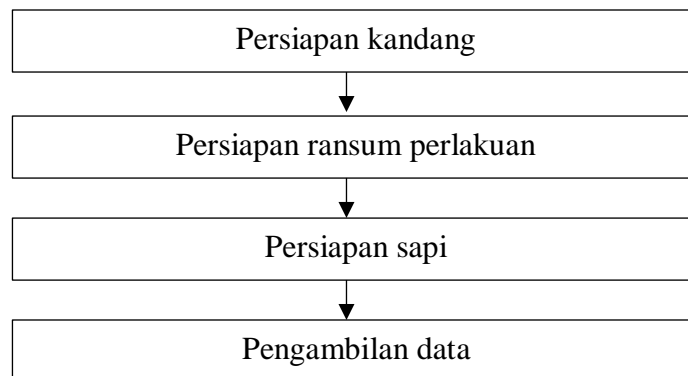 Persiapan kandang
Persiapan ransum perlakuan
Persiapan sapi
Pengambilan data